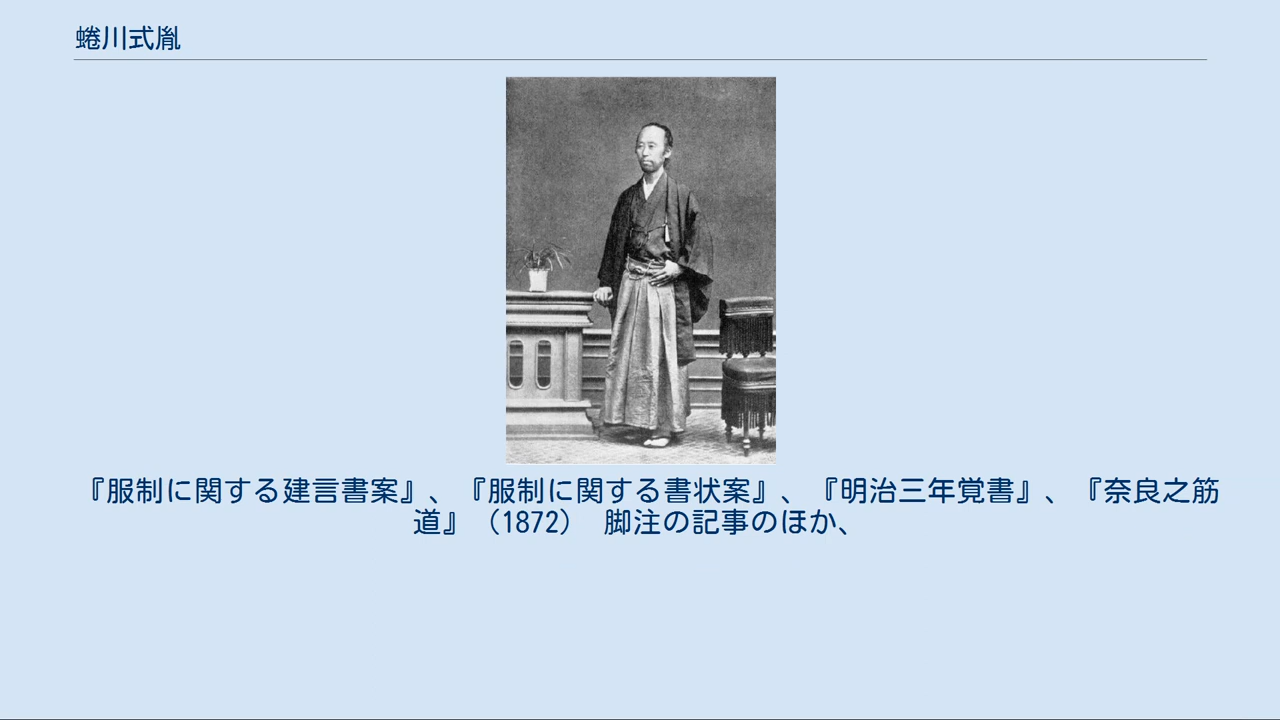 蜷川式胤
『服制に関する建言書案』、『服制に関する書状案』、『明治三年覚書』、『奈良之筋
道』（1872）　脚注の記事のほか、